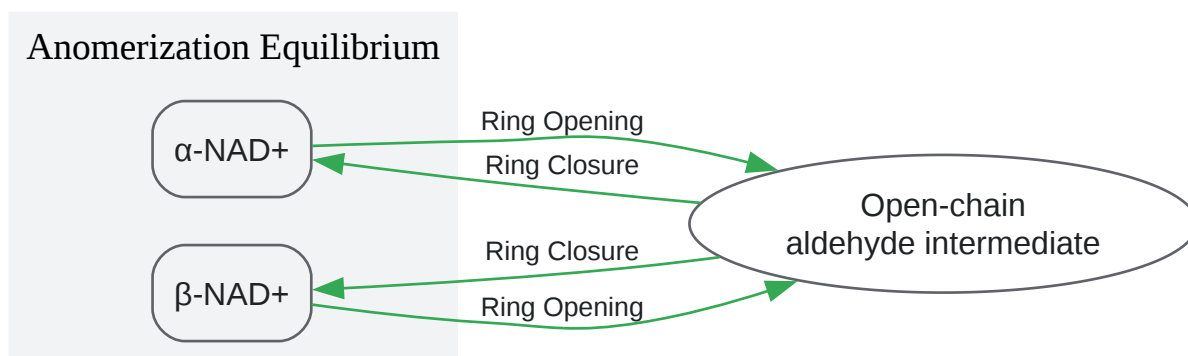 Anomerization Equilibrium
α-NAD+
Ring Opening
Ring Closure
Open-chain
aldehyde intermediate
Ring Closure
β-NAD+
Ring Opening